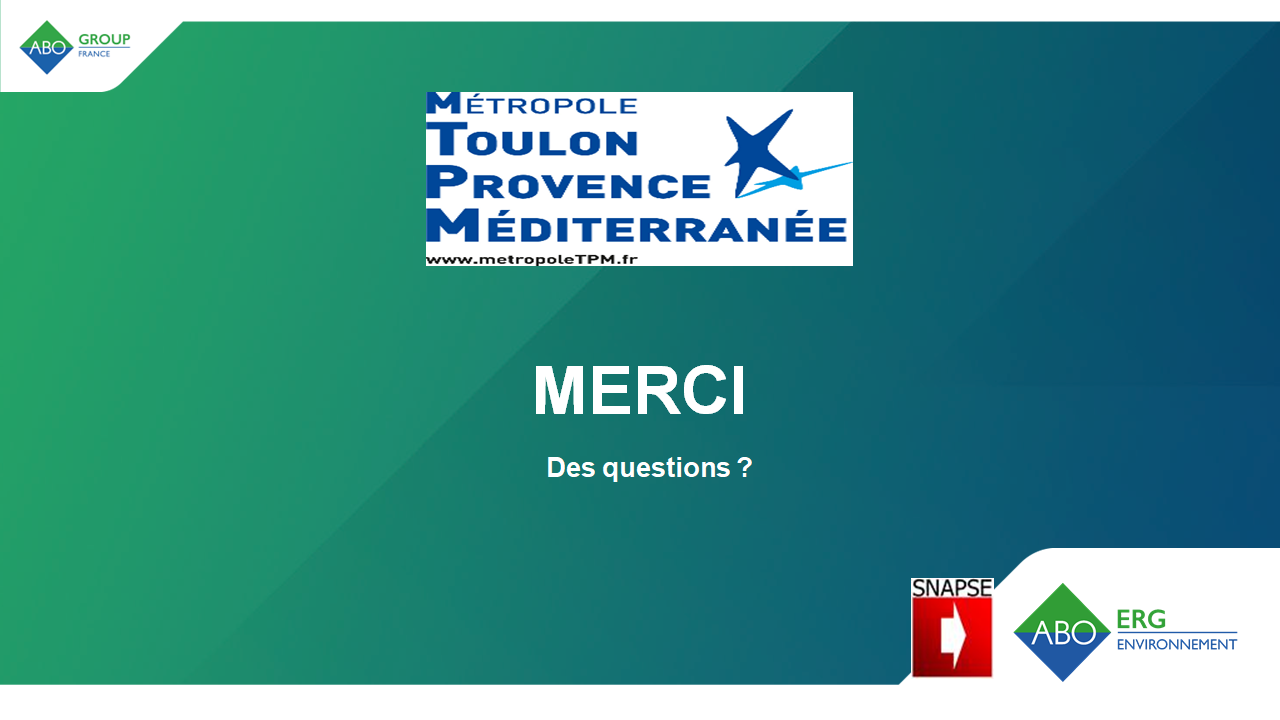 ABO GROUP
FRANCE
MÉTROPOLE
TOULON
PROVENCE
MÉDITERRANÉE
www.metropoleTPM.fr
MERCI
Des questions ?
SNAPSE
ABO ERG
ENVIRONNEMENT